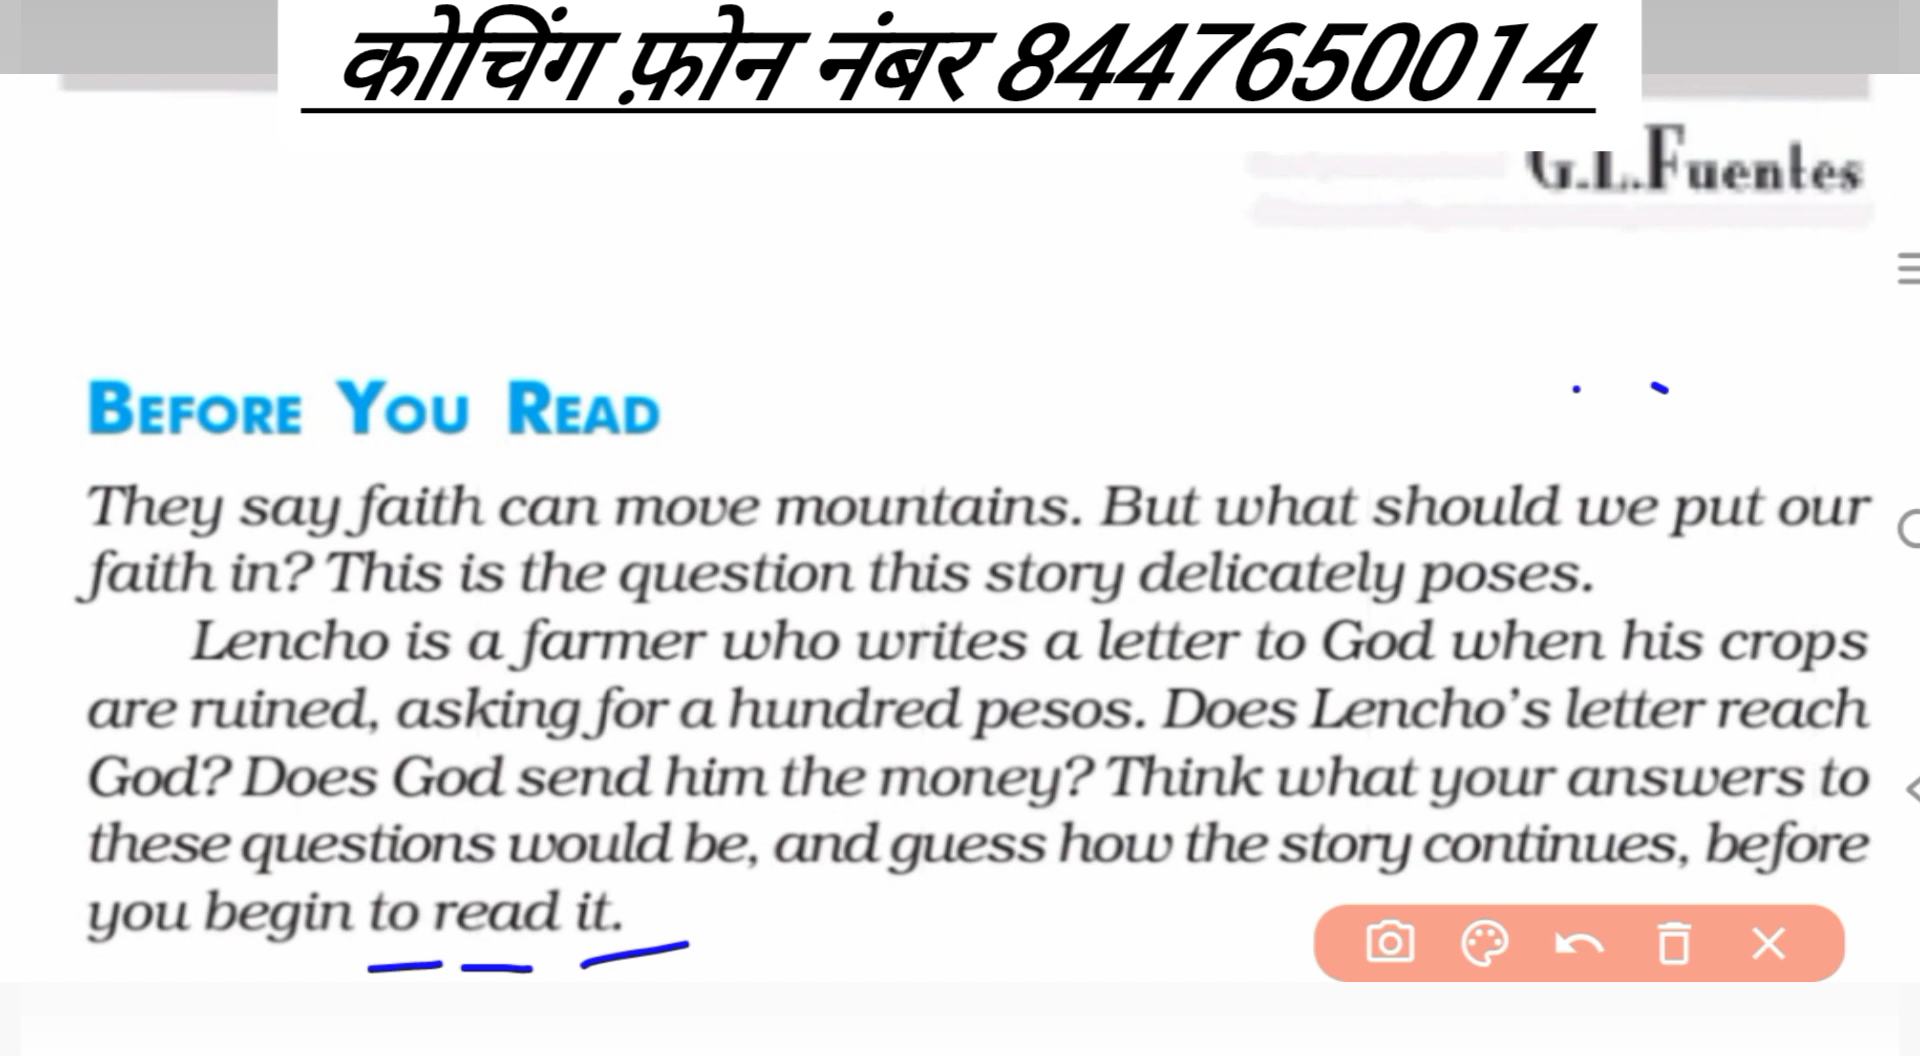 कोचिंग फ़ोन नंबर 8447650014
G.L.Fuentes
BEFORE YOU READ
They say faith can move mountains. But what should we put our
faith in? This is the question this story delicately poses.
Lencho is a farmer who writes a letter to God when his crops
are ruined, asking for a hundred pesos. Does Lencho’s letter reach
God? Does God send him the money? Think what your answers to
these questions would be, and guess how the story continues, before
you begin to read it.